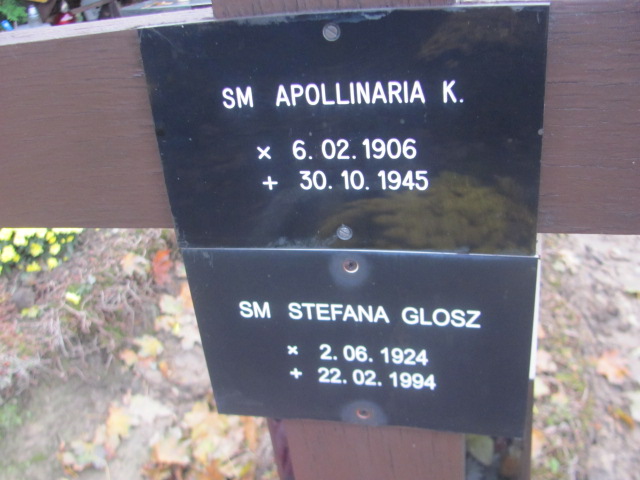 SM APOLLINARIA K.
× 6. 02. 1906
+ 30. 10. 1945
SM STEFANA GLOSZ
× 2. 06. 1924
+ 22. 02. 1994